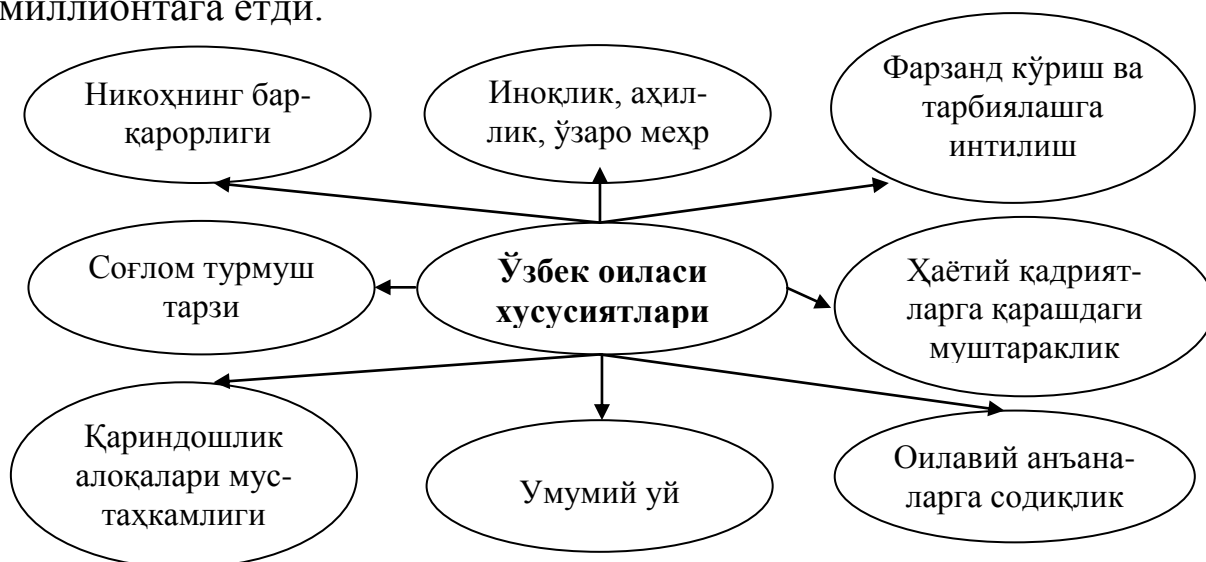 миллионтага етди.
Никоҳнинг бар-
қарорлиги
Иноқлик, аҳил-
лик, ўзаро меҳр
Фарзанд кўриш ва
тарбиялашга
интилиш
Соғлом турмуш
тарзи
Ўзбек оиласи
хусусиятлари
Ҳаётий қадрият-
ларга қарашдаги
муштараклик
Қариндошлик
алоқалари мус-
таҳкамлиги
Умумий уй
Оилавий анъана-
ларга содиқлик